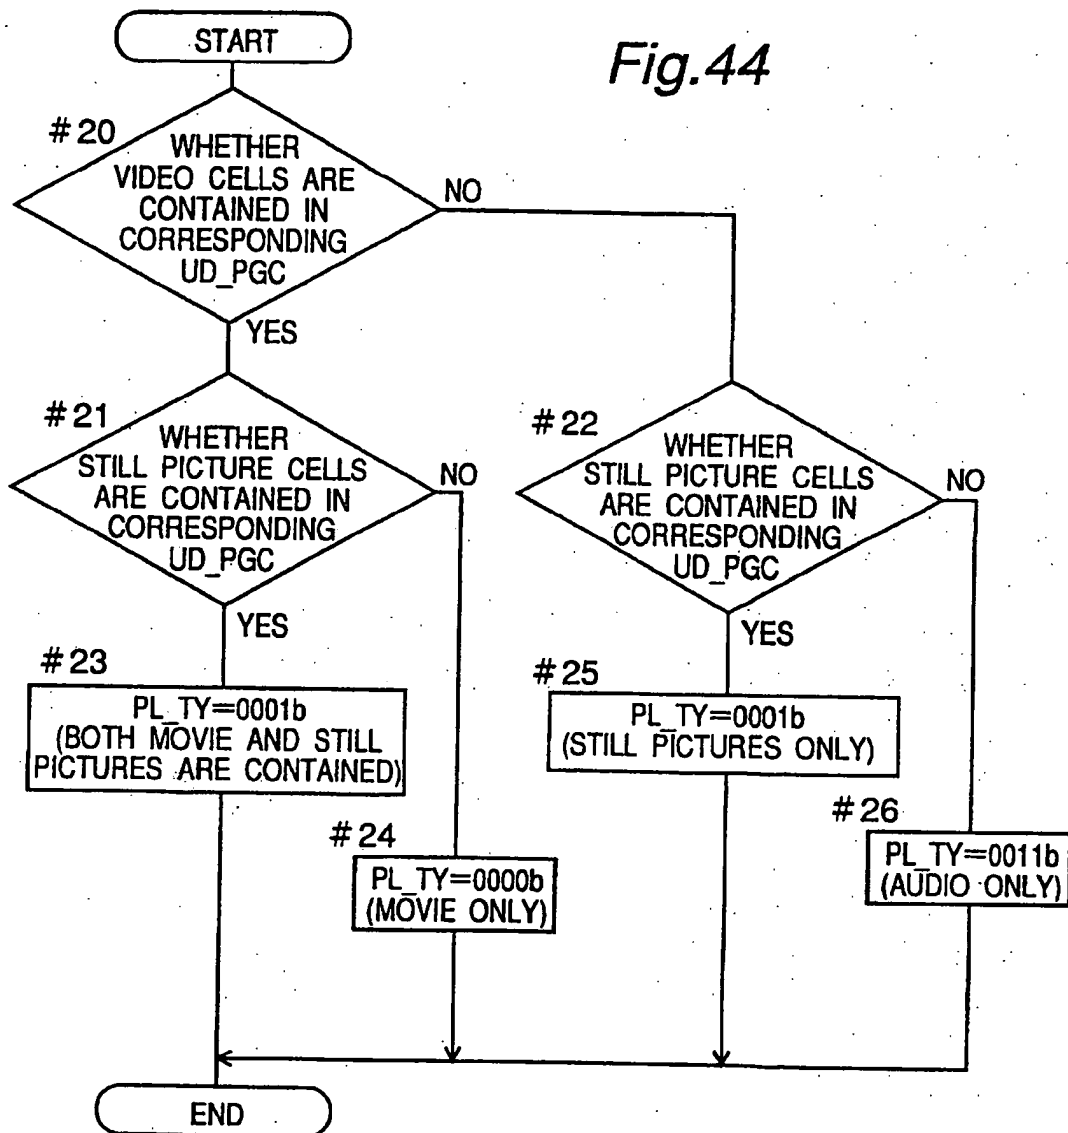 START
Fig.44
#20
WHETHER
VIDEO CELLS ARE
CONTAINED IN
CORRESPONDING
UD_PGC
NO
YES
#21
WHETHER
STILL PICTURE CELLS
ARE CONTAINED IN
CORRESPONDING
UD_PGC
NO
YES
#22
WHETHER
STILL PICTURE CELLS
ARE CONTAINED IN
CORRESPONDING
UD_PGC
NO
YES
#23
PL_TY=0001b
(BOTH MOVIE AND STILL
PICTURES ARE CONTAINED)
#24
PL_TY=0000b
(MOVIE ONLY)
#25
PL_TY=0001b
(STILL PICTURES ONLY)
#26
PL_TY=0011b
(AUDIO ONLY)
END